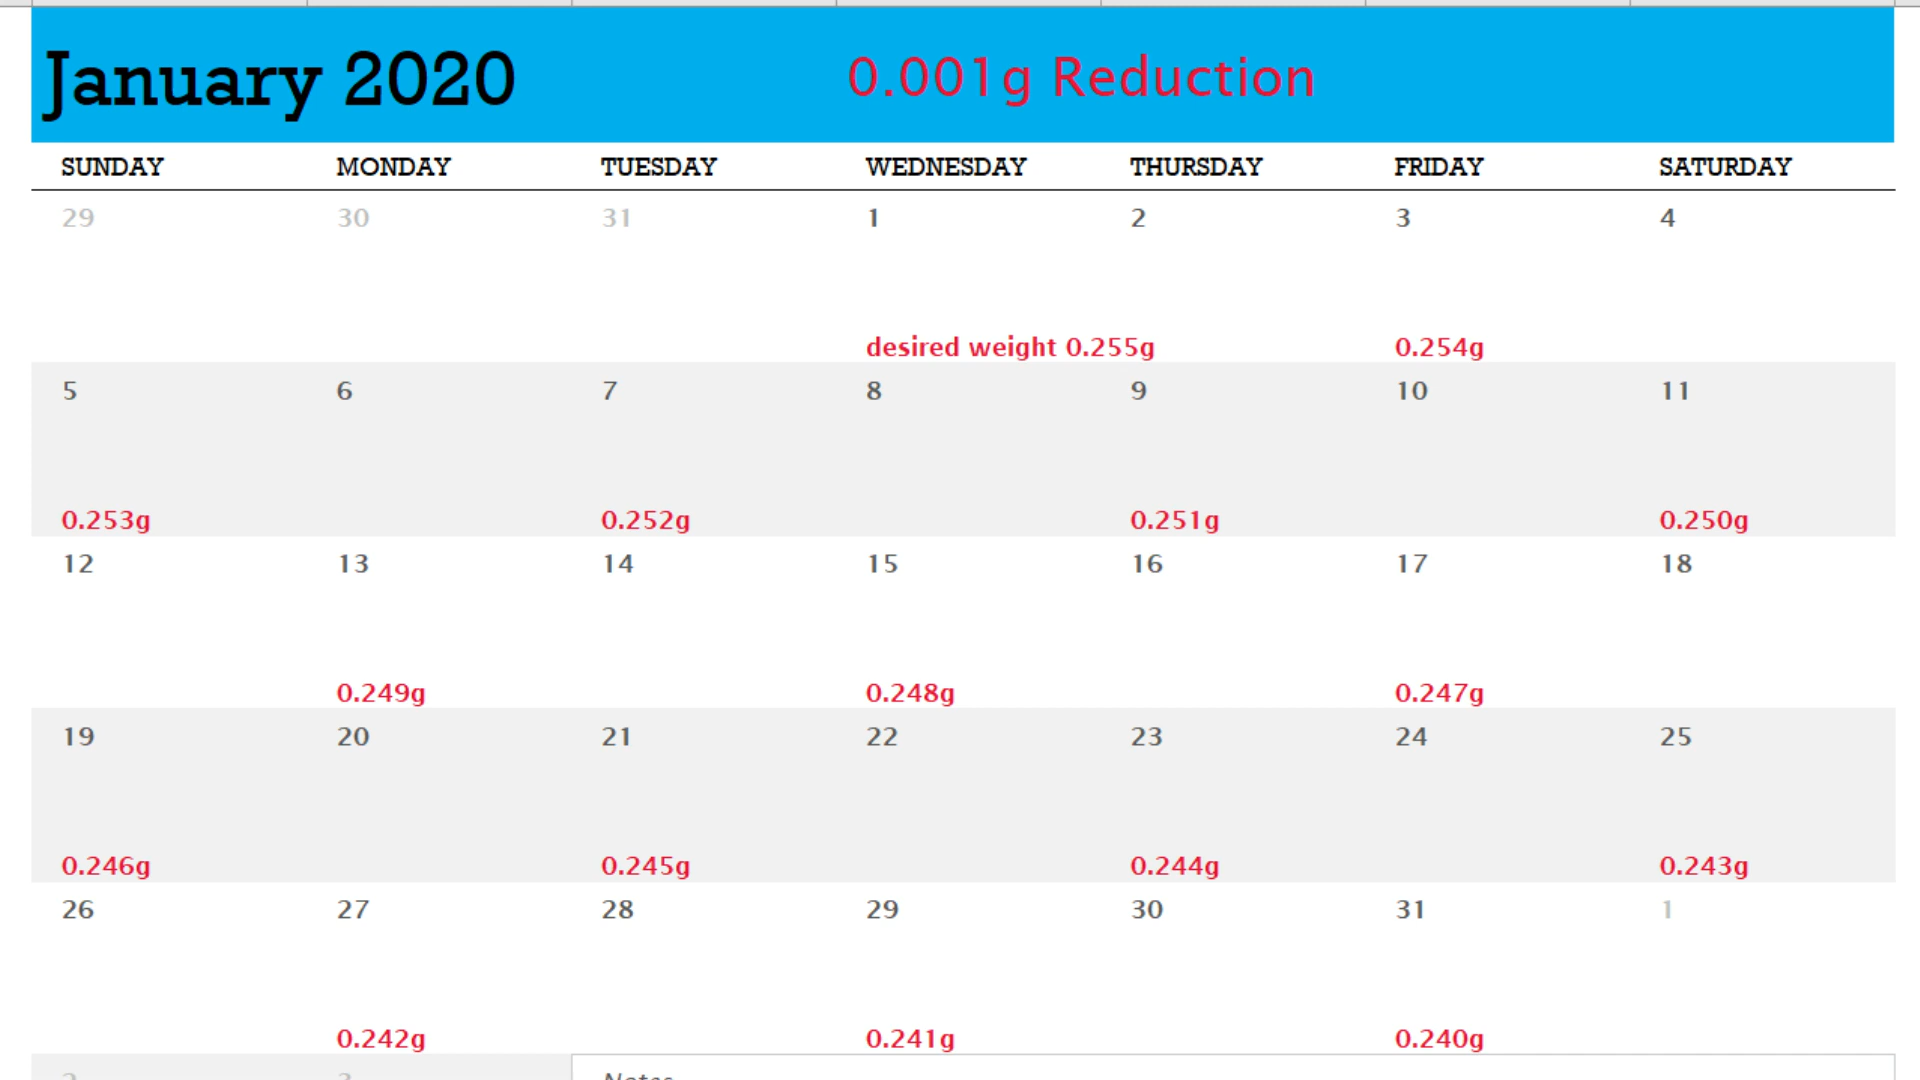 January 2020 0.001g Reduction
SUNDAY MONDAY TUESDAY WEDNESDAY THURSDAY FRIDAY SATURDAY
29 30 31 1 2 3 4
desired weight 0.255g 0.254g
5 6 7 8 9 10 11
0.253g 0.252g 0.251g 0.250g
12 13 14 15 16 17 18
0.249g 0.248g 0.247g
19 20 21 22 23 24 25
0.246g 0.245g 0.244g 0.243g
26 27 28 29 30 31 1
0.242g 0.241g 0.240g
2 3 Notes